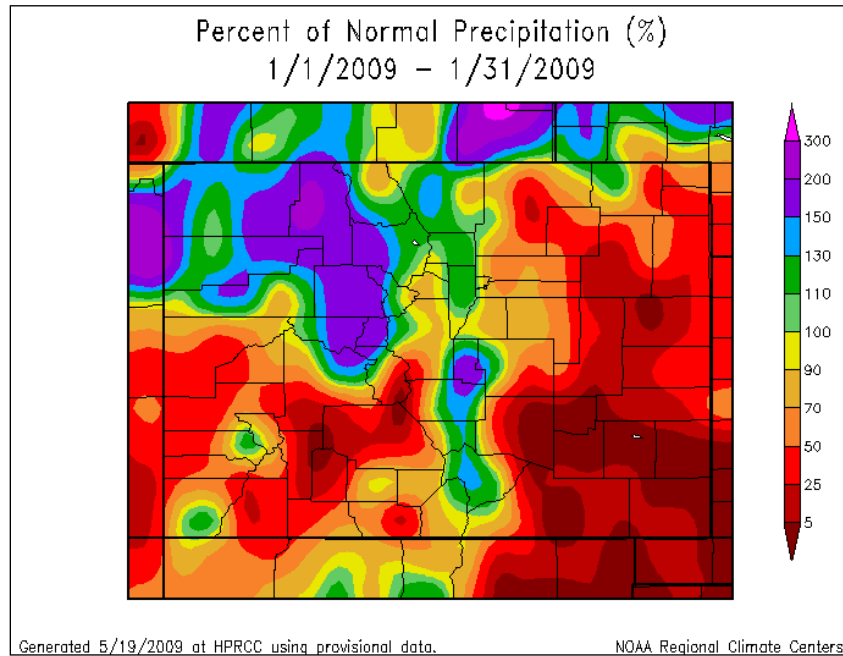 Percent of Normal Precipitation (%)
1/1/2009 – 1/31/2009
300
200
150
130
110
100
90
70
50
25
5
Generated 5/19/2009 at HPRCC using provisional data.
NOAA Regional Climate Centers